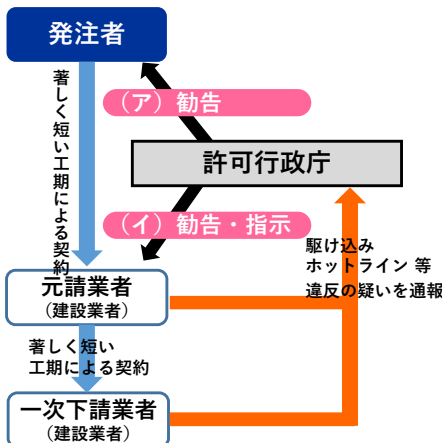 発注者
著しく短い工期による契約
（ア）勧告
許可行政庁
（イ）勧告・指示
駆け込み
ホットライン 等
違反の疑いを通報
元請業者
（建設業者）
著しく短い
工期による契約
一次下請業者
（建設業者）